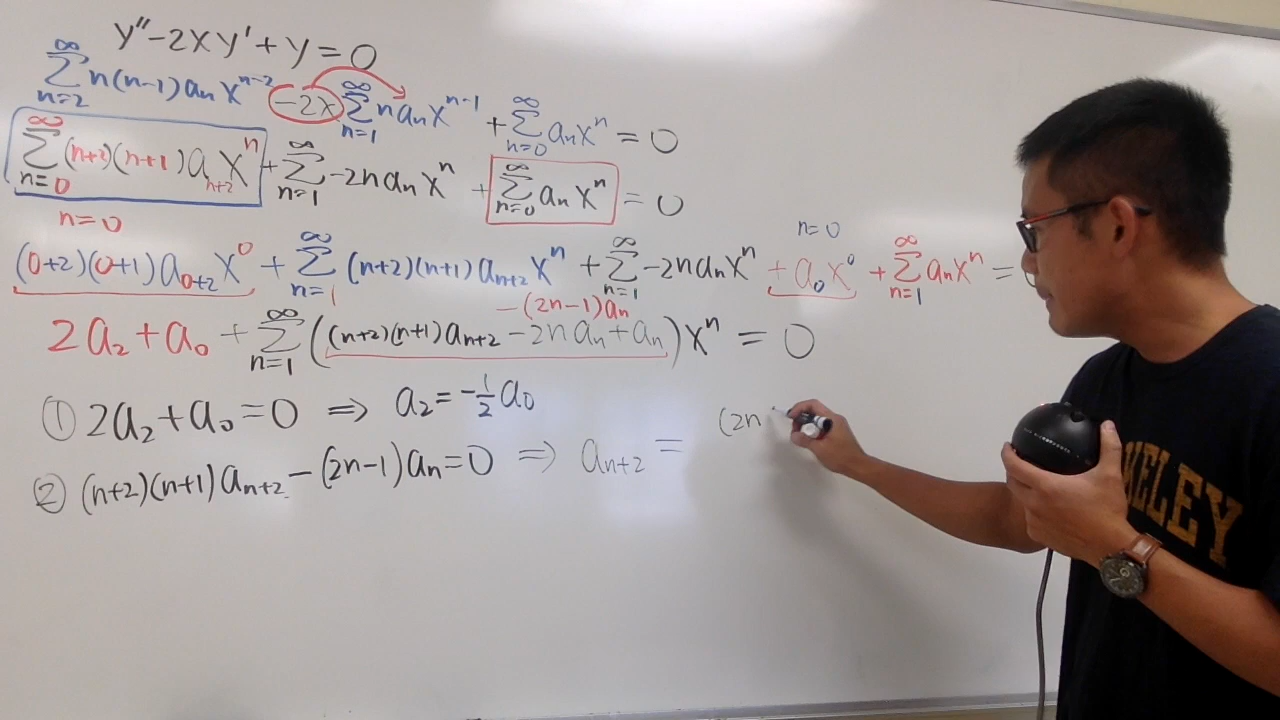 y'' - 2xy' + y = 0
∞ Σ n=2 n(n-1)aₙxⁿ⁻² -2x ∞ Σ n=1 naₙxⁿ⁻¹ + ∞ Σ n=0 aₙxⁿ = 0
∞ Σ n=0 (n+2)(n+1)aₙ₊₂xⁿ + ∞ Σ n=1 -2naₙxⁿ + ∞ Σ n=0 aₙxⁿ = 0
n=0
n=0
(0+2)(0+1)a₀₊₂x⁰ + ∞ Σ n=1 (n+2)(n+1)aₙ₊₂xⁿ + ∞ Σ n=1 -2naₙxⁿ + a₀x⁰ + ∞ Σ n=1 aₙxⁿ =
-(2n-1)aₙ
2a₂ + a₀ + ∞ Σ n=1 ((n+2)(n+1)aₙ₊₂ - 2naₙ + aₙ)xⁿ = 0
① 2a₂ + a₀ = 0 ⇒ a₂ = -½a₀
② (n+2)(n+1)aₙ₊₂ - (2n-1)aₙ = 0 ⇒ aₙ₊₂ = (2n
KELEY